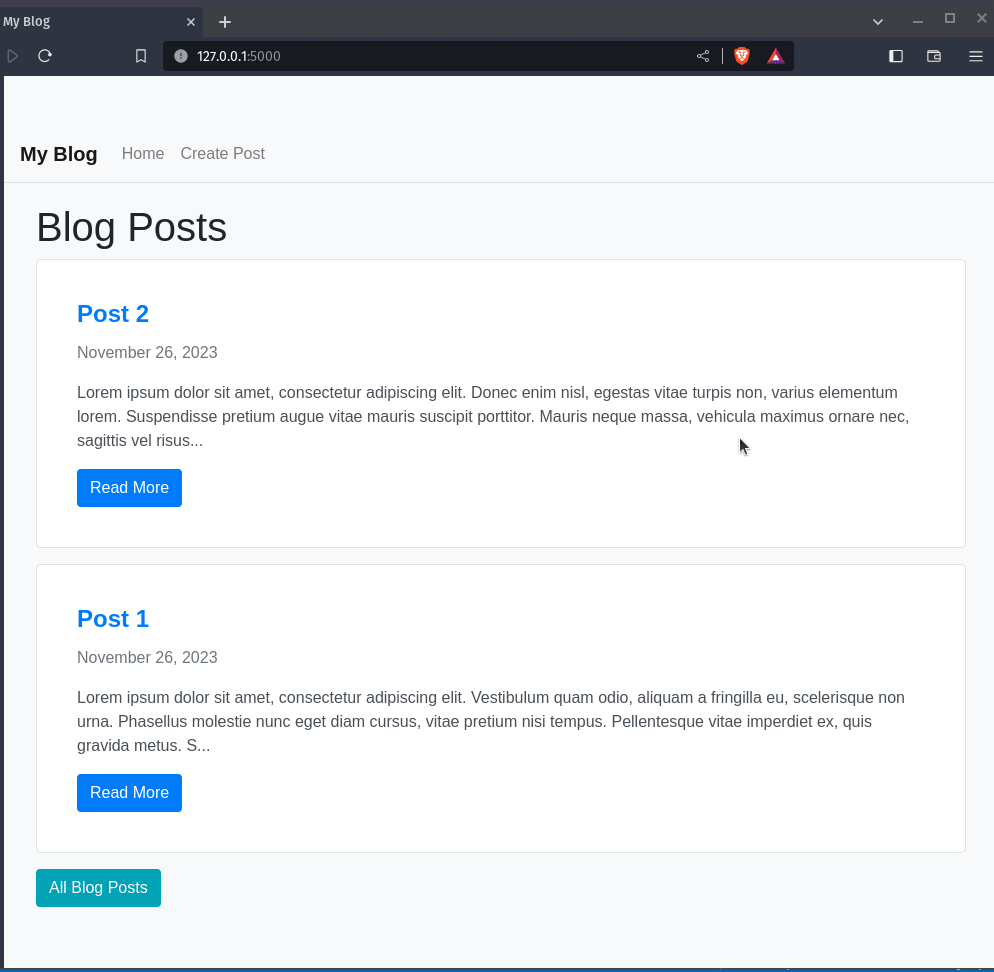 My Blog
127.0.0.1:5000
My Blog Home Create Post
Blog Posts
Post 2
November 26, 2023
Lorem ipsum dolor sit amet, consectetur adipiscing elit. Donec enim nisl, egestas vitae turpis non, varius elementum
lorem. Suspendisse pretium augue vitae mauris suscipit porttitor. Mauris neque massa, vehicula maximus ornare nec,
sagittis vel risus...
Read More
Post 1
November 26, 2023
Lorem ipsum dolor sit amet, consectetur adipiscing elit. Vestibulum quam odio, aliquam a fringilla eu, scelerisque non
urna. Phasellus molestie nunc eget diam cursus, vitae pretium nisi tempus. Pellentesque vitae imperdiet ex, quis
gravida metus. S...
Read More
All Blog Posts